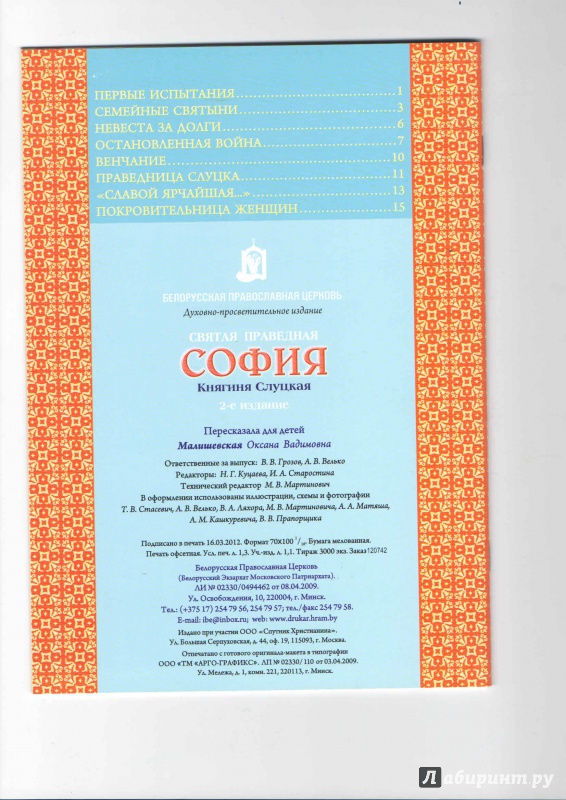 ПЕРВЫЕ ИСПЫТАНИЯ........................................1
СЕМЕЙНЫЕ СВЯТЫНИ........................................3
НЕВЕСТА ЗА ДОЛГИ........................................6
ОСТАНОВЛЕННАЯ ВОЙНА........................................7
ВЕНЧАНИЕ........................................10
ПРАВЕДНИЦА СЛУЦКА........................................11
«СЛАВОЙ ЯРЧАЙШАЯ...»........................................13
ПОКРОВИТЕЛЬНИЦА ЖЕНЩИН........................................15
БЕЛОРУССКАЯ ПРАВОСЛАВНАЯ ЦЕРКОВЬ
Духовно-просветительное издание
СВЯТАЯ ПРАВЕДНАЯ
СОФИЯ
Княгиня Слуцкая
2-е издание
Пересказала для детей
Малишевская Оксана Вадимовна
Ответственные за выпуск: В. В. Грозов, А. В. Велько
Редакторы: Н. Г. Куцаева, И. А. Старостина
Технический редактор М. В. Мартинович
В оформлении использованы иллюстрации, схемы и фотографии
Т. В. Стасевич, А. В. Велько, В. А. Ляхора, М. В. Мартиновича, А. А. Матяша,
А. М. Кашкуревича, В. В. Прапорщика
Подписано в печать 16.03.2012. Формат 70х100 1/16. Бумага мелованная.
Печать офсетная. Усл. печ. л. 1,3. Уч.-изд. л. 1,1. Тираж 3000 экз. Заказ 120742
Белорусская Православная Церковь
(Белорусский Экзархат Московского Патриархата).
ЛИ № 02330/0494462 от 08.04.2009.
Ул. Освобождения, 10, 220004, г. Минск.
Тел.: (+375 17) 254 79 56, 254 79 57; тел./факс 254 79 58.
E-mail: ibe@inbox.ru; web: www.drukar.hram.by
Издано при участии ООО «Спутник Христианина».
Ул. Большая Серпуховская, д. 44, оф. 19, 115093, г. Москва.
Отпечатано с готового оригинала-макета в типографии
ООО «ТМ «АРГО-ГРАФИКС». ЛП № 02330/110 от 03.04.2009.
Ул. Мележа, д. 1, комн. 221, 220113, г. Минск.
Лабиринт.ру